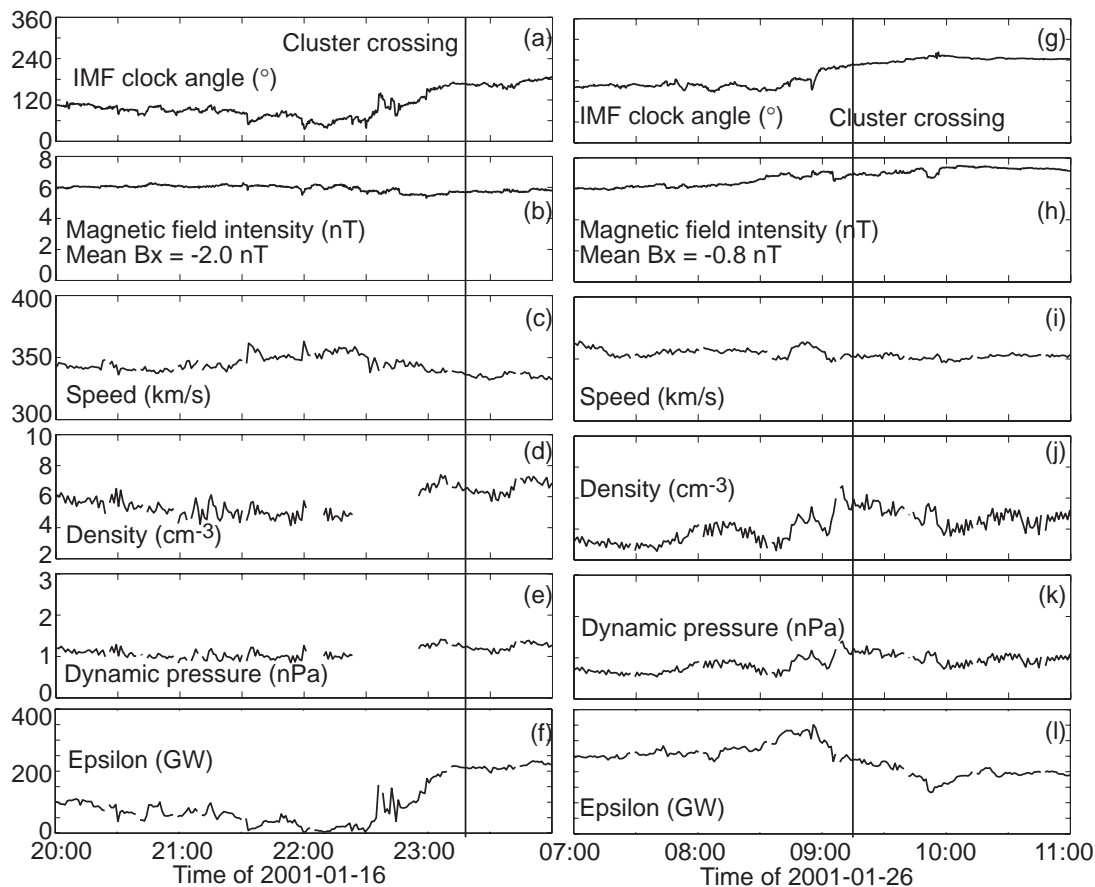 360
240
120
0
IMF clock angle (°)
Cluster crossing
(a)
8
6
4
2
0
Magnetic field intensity (nT)
Mean Bx = -2.0 nT
(b)
400
350
300
Speed (km/s)
(c)
10
8
6
4
2
Density (cm-3)
(d)
3
2
1
0
Dynamic pressure (nPa)
(e)
400
200
0
Epsilon (GW)
(f)
20:00 21:00 22:00 23:00
Time of 2001-01-16
(g)
IMF clock angle (°)
Cluster crossing
(h)
Magnetic field intensity (nT)
Mean Bx = -0.8 nT
(i)
Speed (km/s)
(j)
Density (cm-3)
(k)
Dynamic pressure (nPa)
(l)
Epsilon (GW)
07:00 08:00 09:00 10:00 11:00
Time of 2001-01-26